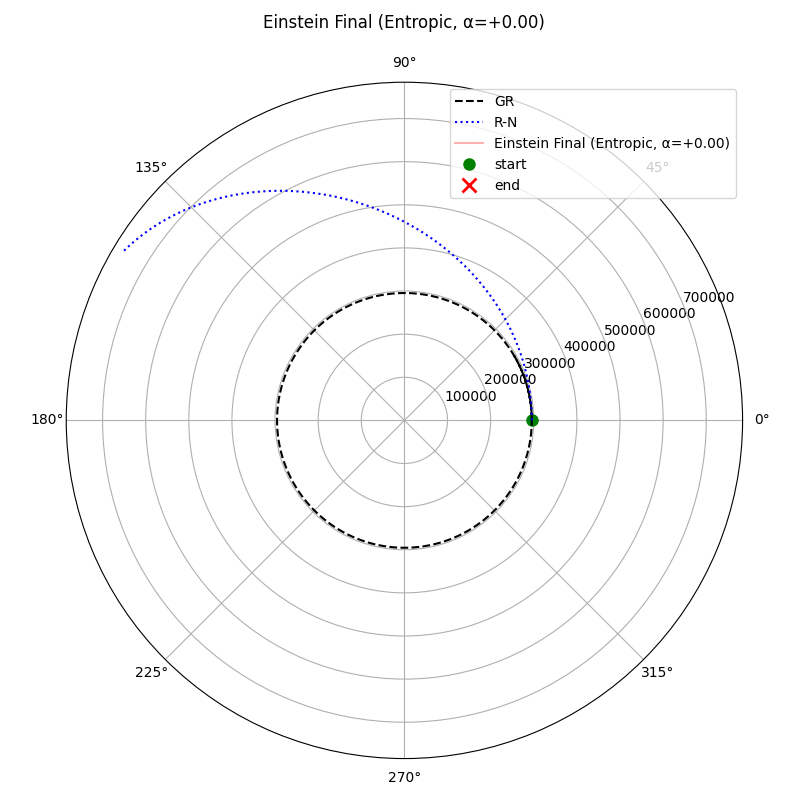 Einstein Final (Entropic, α=+0.00)
90°
GR
R-N
Einstein Final (Entropic, α=+0.00)
start
end
45°
135°
700000
600000
500000
400000
300000
200000
100000
180°
0°
225°
315°
270°